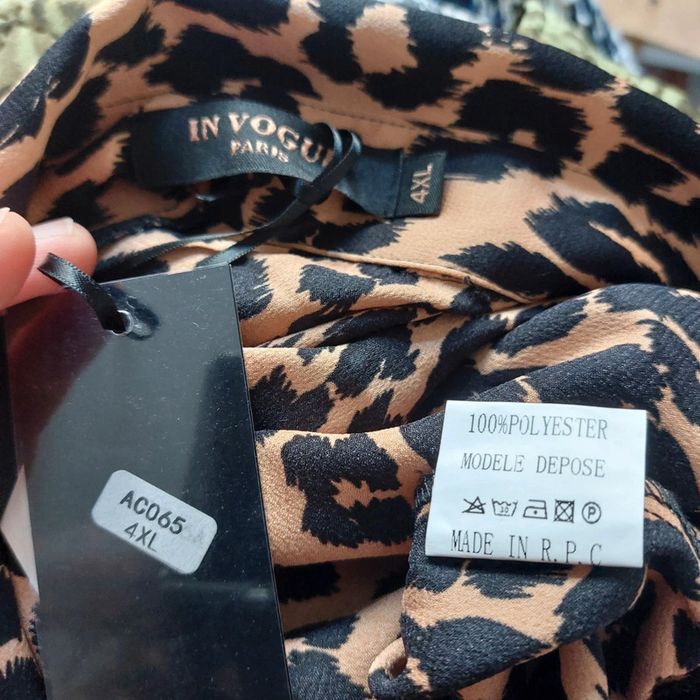 IN VOGU
PARIS
4XL
AC065
4XL
100%POLYESTER
MODELE DEPOSE
MADE IN R.P.C